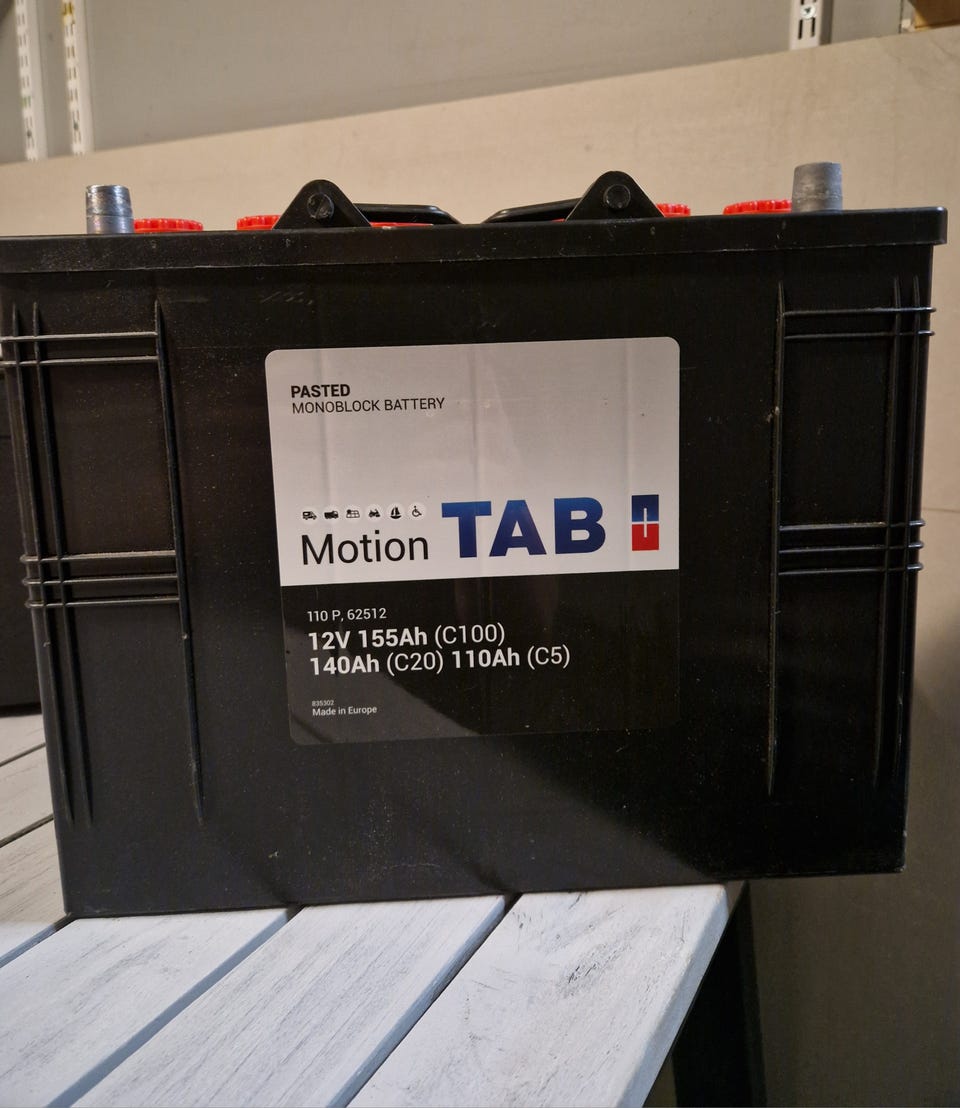 PASTED
MONOBLOCK BATTERY
Motion TAB
110 P, 62512
12V 155Ah (C100)
140Ah (C20) 110Ah (C5)
835302
Made in Europe